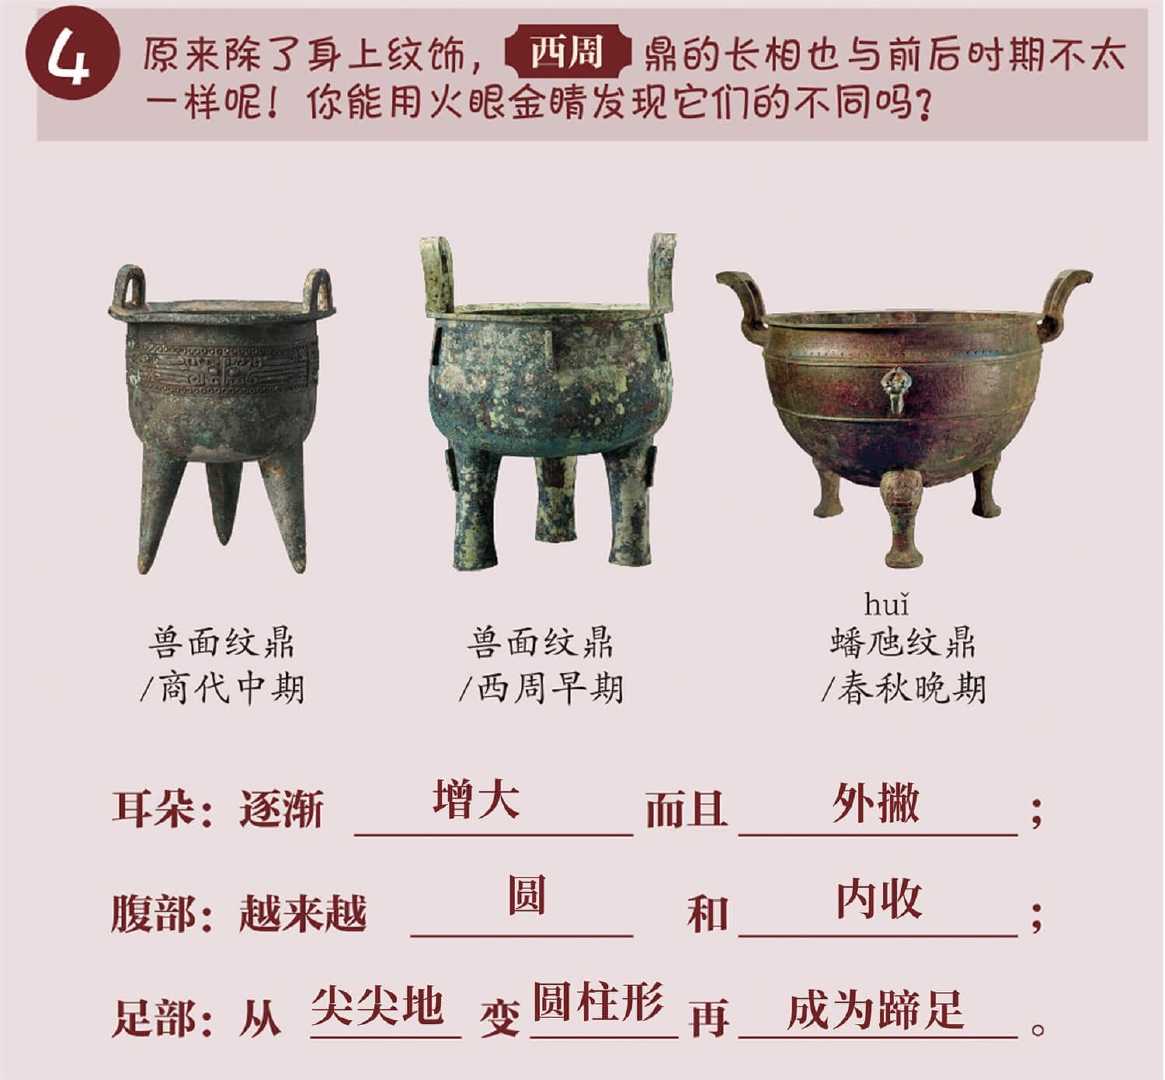 4
原来除了身上纹饰，西周鼎的长相也与前后时期不太
一样呢！你能用火眼金睛发现它们的不同吗？
兽面纹鼎
/商代中期
兽面纹鼎
/西周早期
huǐ
蟠虺纹鼎
/春秋晚期
耳朵：逐渐 增大 而且 外撇；
腹部：越来越 圆 和 内收；
足部：从 尖尖地 变 圆柱形 再 成为蹄足。